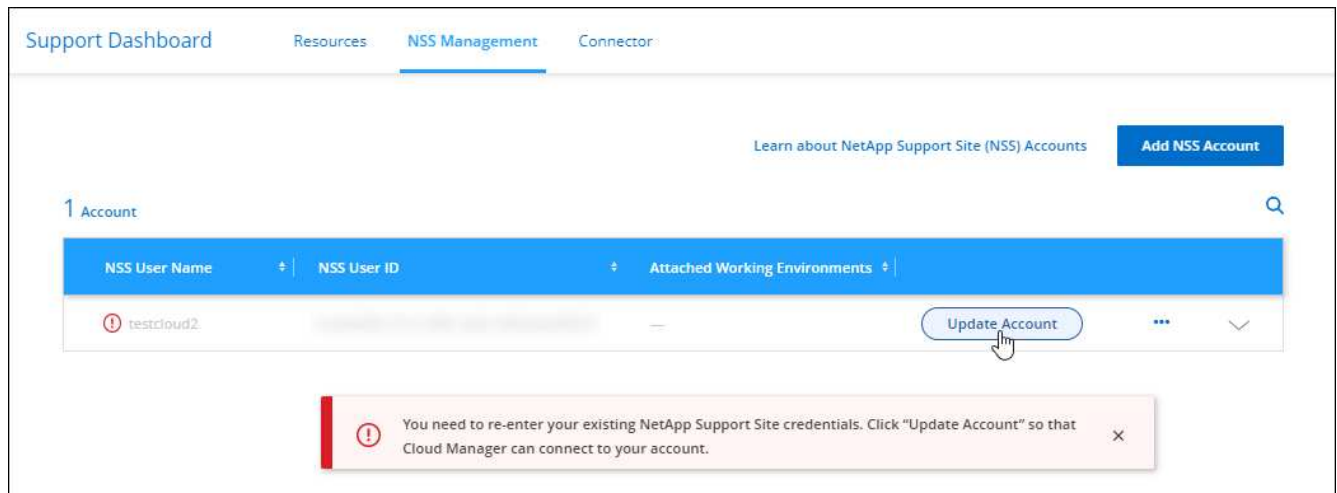 Support Dashboard Resources NSS Management Connector
Learn about NetApp Support Site (NSS) Accounts Add NSS Account
1 Account
NSS User Name NSS User ID Attached Working Environments
testcloud2 — Update Account
You need to re-enter your existing NetApp Support Site credentials. Click “Update Account” so that
Cloud Manager can connect to your account.